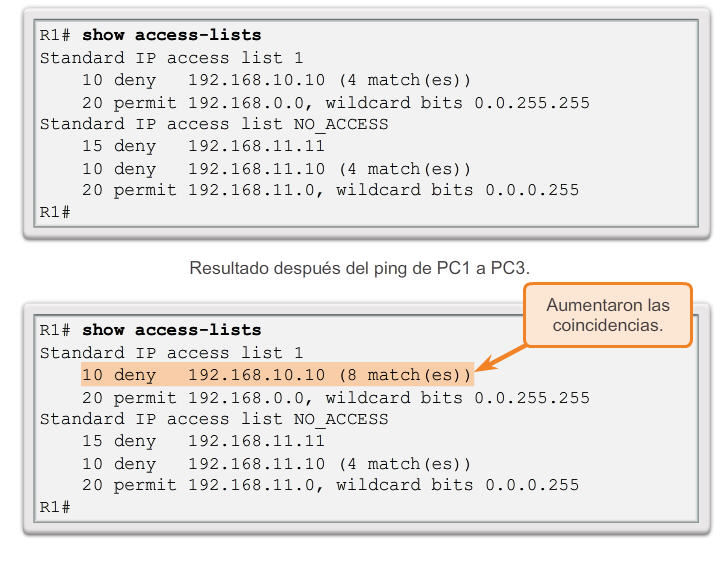 R1# show access-lists
Standard IP access list 1
    10 deny   192.168.10.10 (4 match(es))
    20 permit 192.168.0.0, wildcard bits 0.0.255.255
Standard IP access list NO_ACCESS
    15 deny   192.168.11.11
    10 deny   192.168.11.10 (4 match(es))
    20 permit 192.168.11.0, wildcard bits 0.0.0.255
R1#
Resultado después del ping de PC1 a PC3.
Aumentaron las
coincidencias.
R1# show access-lists
Standard IP access list 1
    10 deny   192.168.10.10 (8 match(es))
    20 permit 192.168.0.0, wildcard bits 0.0.255.255
Standard IP access list NO_ACCESS
    15 deny   192.168.11.11
    10 deny   192.168.11.10 (4 match(es))
    20 permit 192.168.11.0, wildcard bits 0.0.0.255
R1#